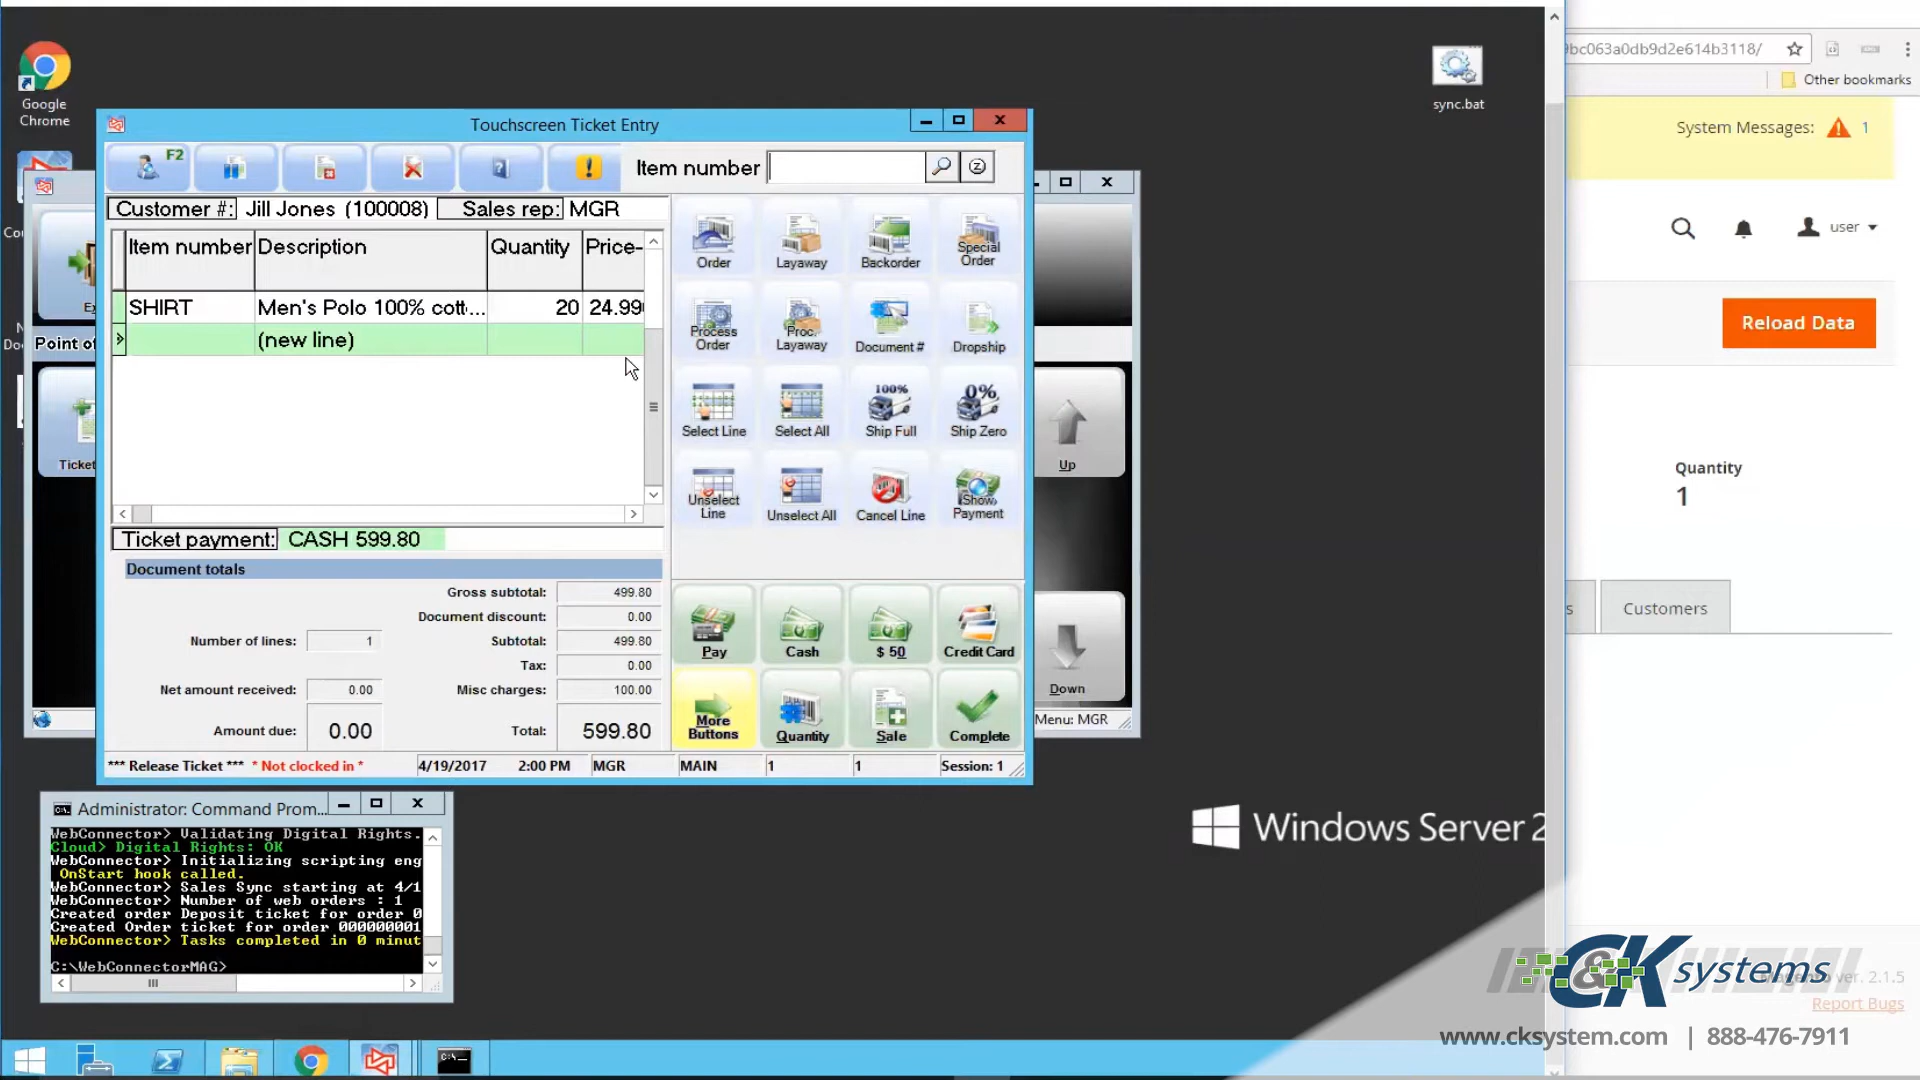 Google
Chrome
sync.bat
9bc063a0db9d2e614b3118/
Other bookmarks
System Messages: 1
user
Reload Data
Quantity
1
Customers
Touchscreen Ticket Entry
F2
Item number
Customer #: Jill Jones (100008) Sales rep: MGR
Item number Description Quantity Price-
SHIRT Men's Polo 100% cott... 20 24.99
(new line)
Order
Layaway
Backorder
Special
Order
Process
Order
Proc.
Layaway
Document #
Dropship
Select Line
Select All
100%
Ship Full
0%
Ship Zero
Unselect
Line
Unselect All
Cancel Line
Show
Payment
Ticket payment: CASH 599.80
Document totals
Gross subtotal: 499.80
Document discount: 0.00
Number of lines: 1 Subtotal: 499.80
Tax: 0.00
Net amount received: 0.00 Misc charges: 100.00
Amount due: 0.00 Total: 599.80
Pay
Cash
$ 50
Credit Card
More
Buttons
Quantity
Sale
Complete
*** Release Ticket *** * Not clocked in * 4/19/2017 2:00 PM MGR MAIN 1 1 Session: 1
Point of
Ticket
Up
Down
Menu: MGR
Administrator: Command Prom...
WebConnector> Validating Digital Rights.
Cloud> Digital Rights: OK
WebConnector> Initializing scripting eng
OnStart hook called.
WebConnector> Sales Sync starting at 4/1
WebConnector> Number of web orders : 1
Created order Deposit ticket for order 0
Created Order ticket for order 000000001
WebConnector> Tasks completed in 0 minut
C:\WebConnectorMAG>
Windows Server 2
C&K systems
ver. 2.1.5
Report Bugs
www.cksystem.com | 888-476-7911